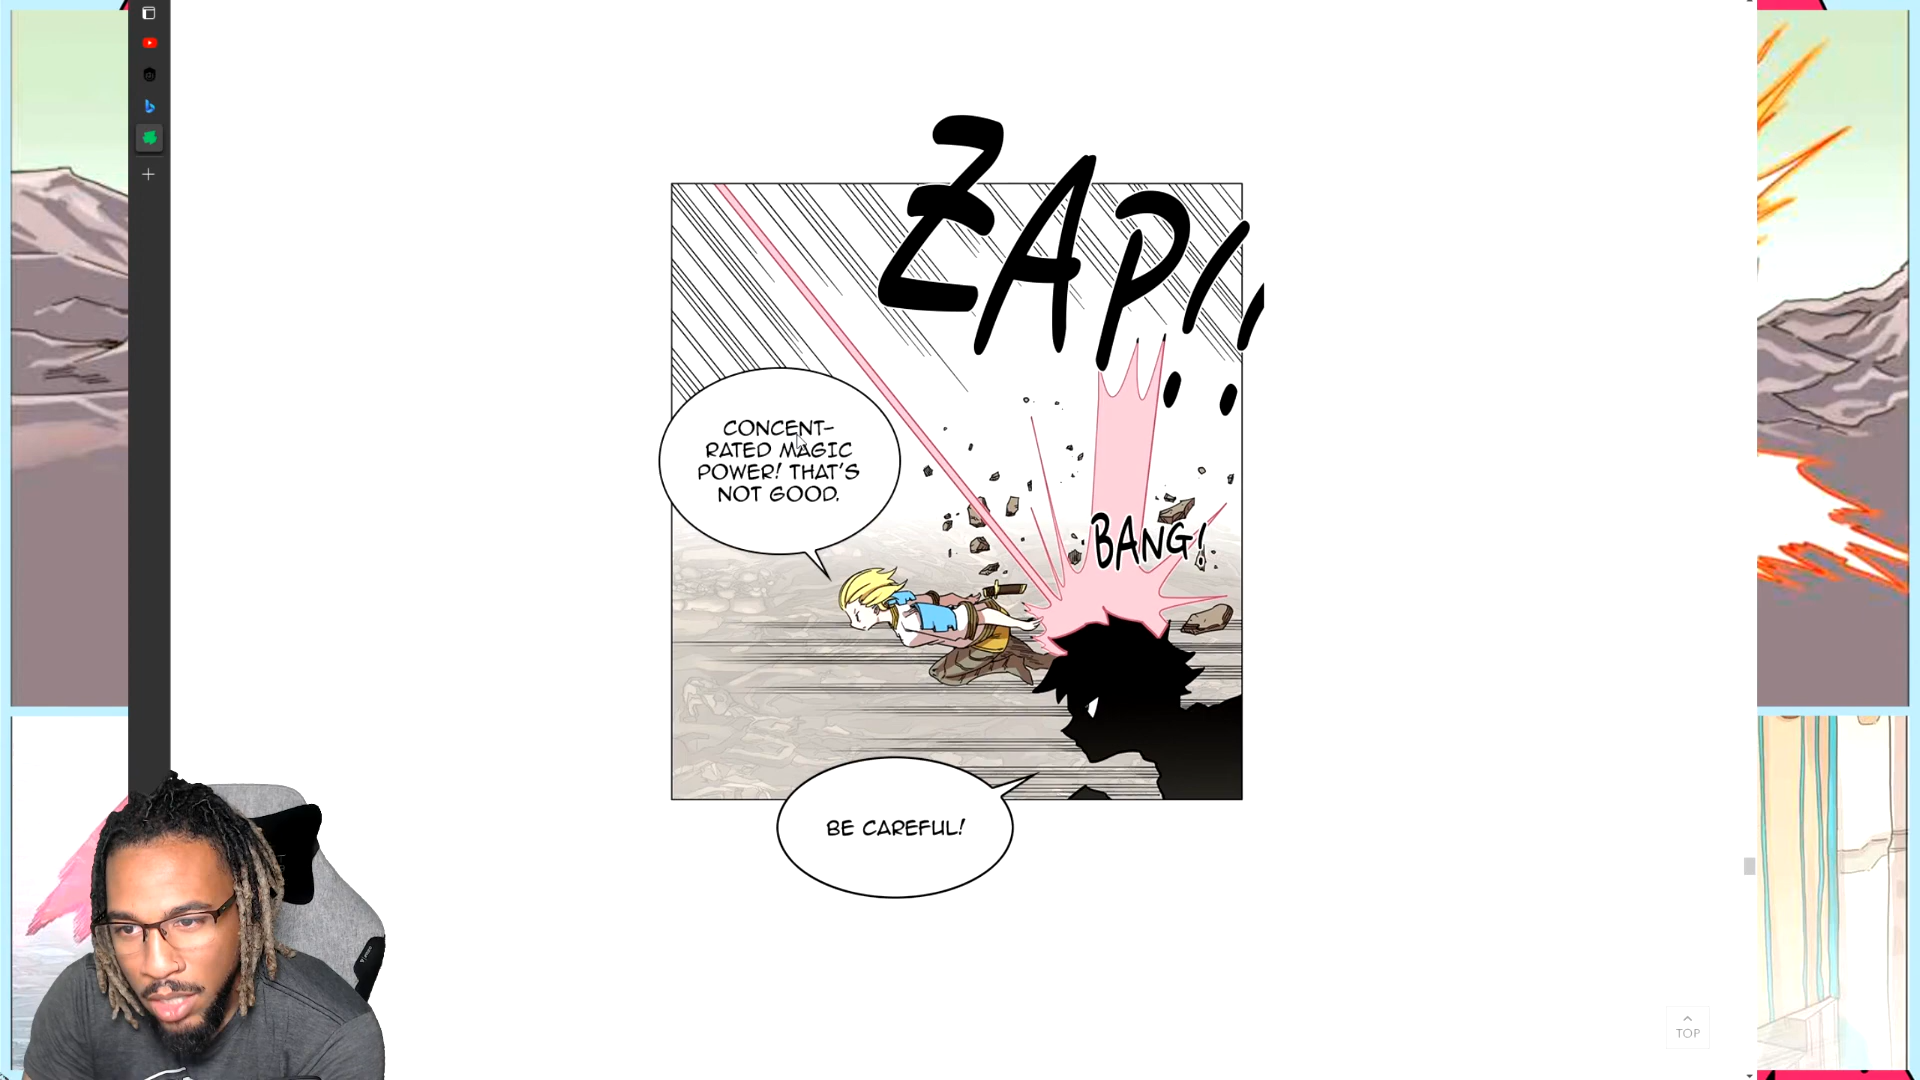 ZAP!!
CONCENT-
RATED MAGIC
POWER! THAT'S
NOT GOOD.
BANG!
BE CAREFUL!
TOP